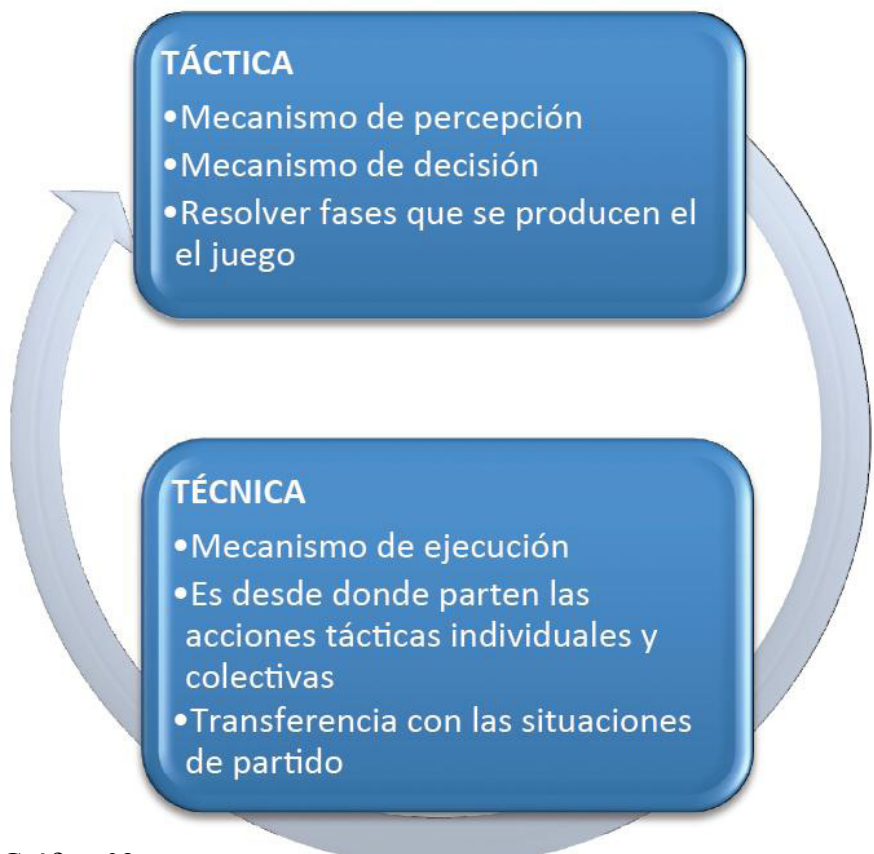 TÁCTICA
•Mecanismo de percepción
•Mecanismo de decisión
•Resolver fases que se producen el
el juego
TÉCNICA
•Mecanismo de ejecución
•Es desde donde parten las
acciones tácticas individuales y
colectivas
•Transferencia con las situaciones
de partido